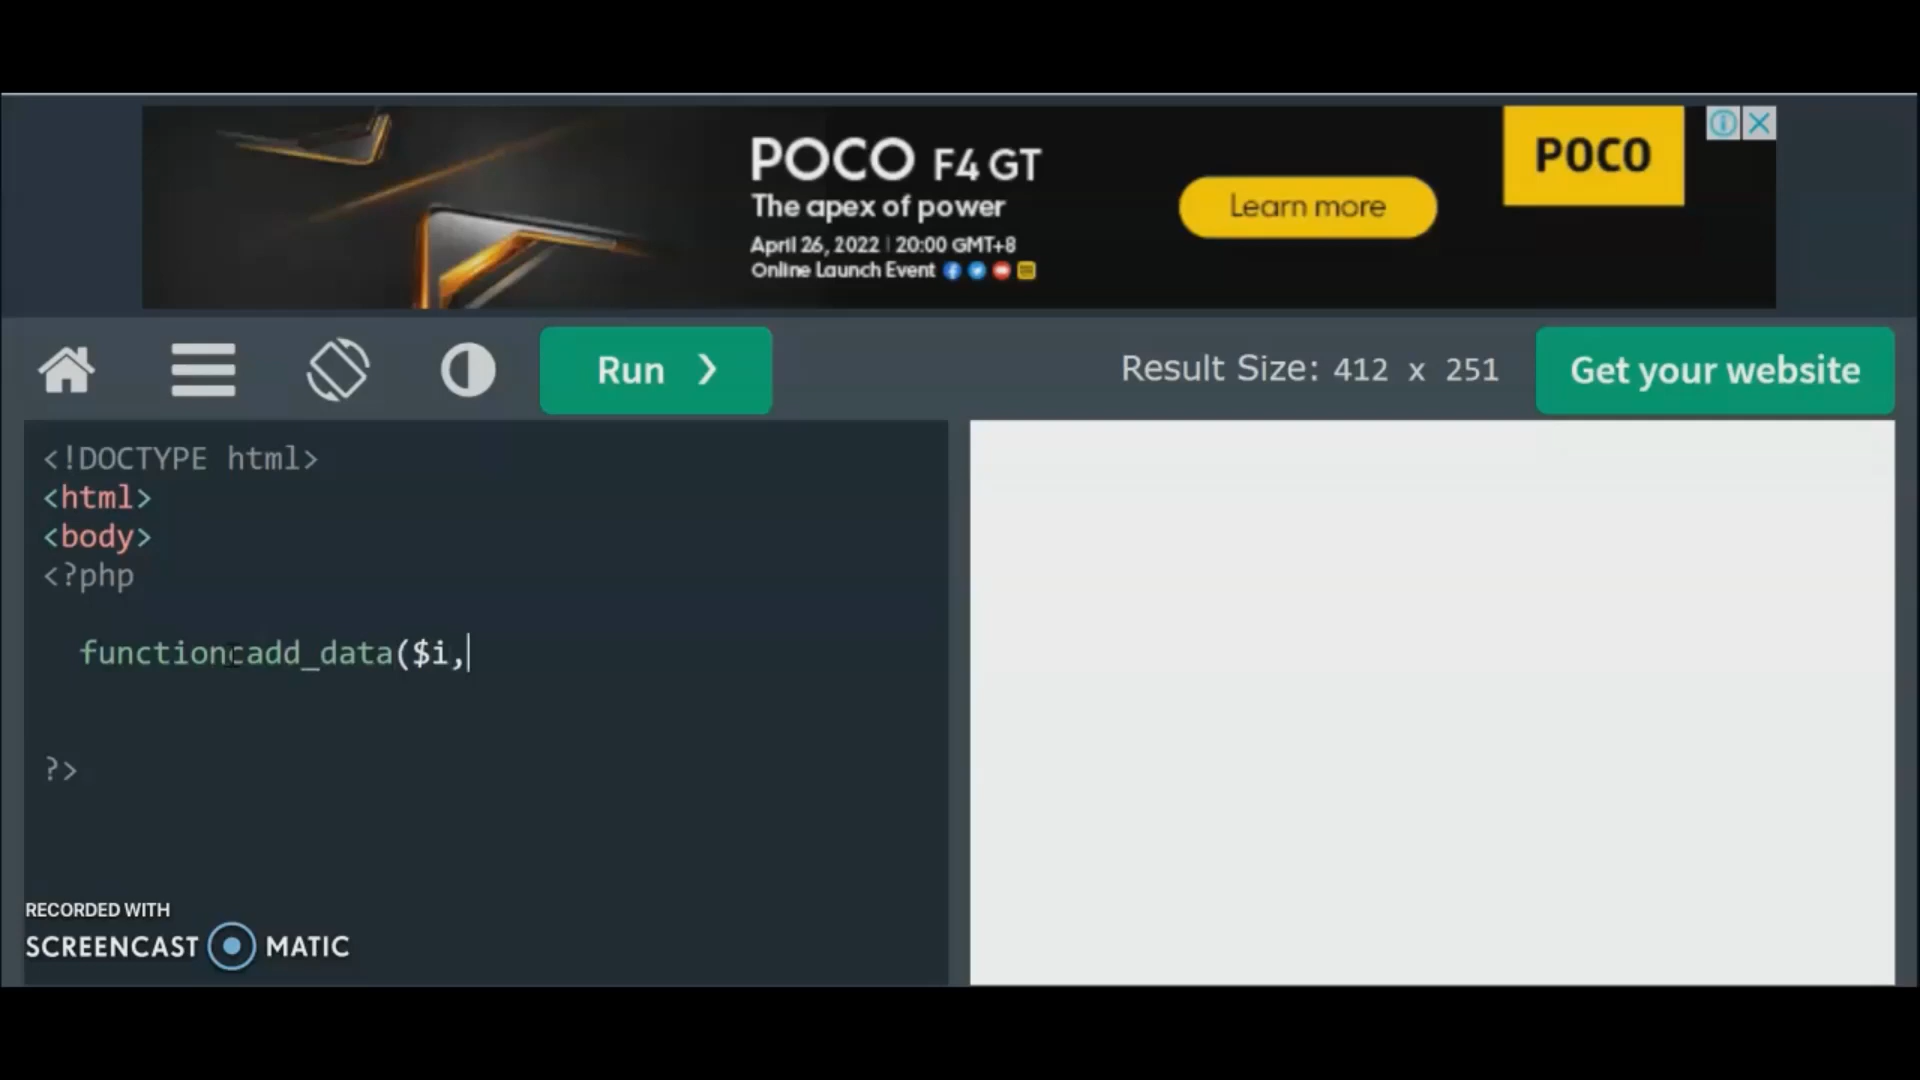 POCO F4 GT
The apex of power
April 26, 2022 | 20:00 GMT+8
Online Launch Event
Learn more
POCO
Run ❯
Result Size: 412 x 251
Get your website
<!DOCTYPE html>
<html>
<body>
<?php
function add_data($i,
?>
RECORDED WITH
SCREENCAST MATIC